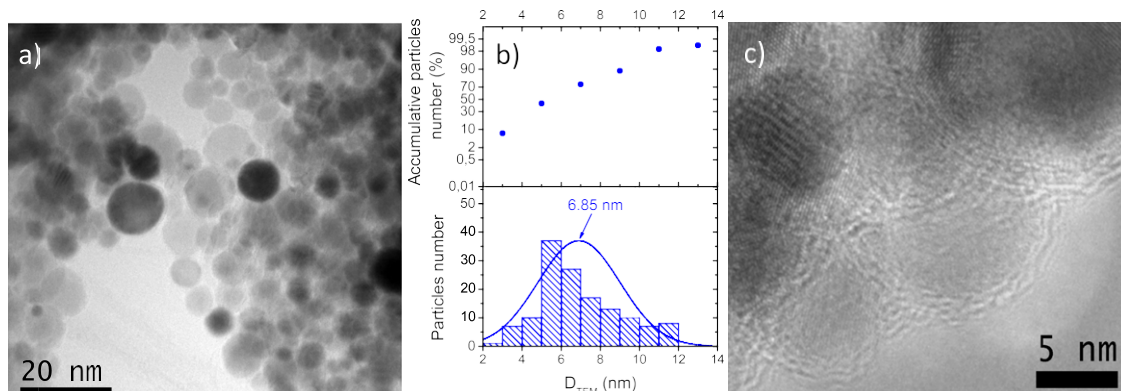 a)
20 nm
2 4 6 8 10 12 14
b)
Accumulative particles
number (%)
99.5
98
90
70
50
30
10
2
0,5
0.01
Particles number
50
40
30
20
10
0
6.85 nm
2 4 6 8 10 12 14
D_TEM (nm)
c)
5 nm